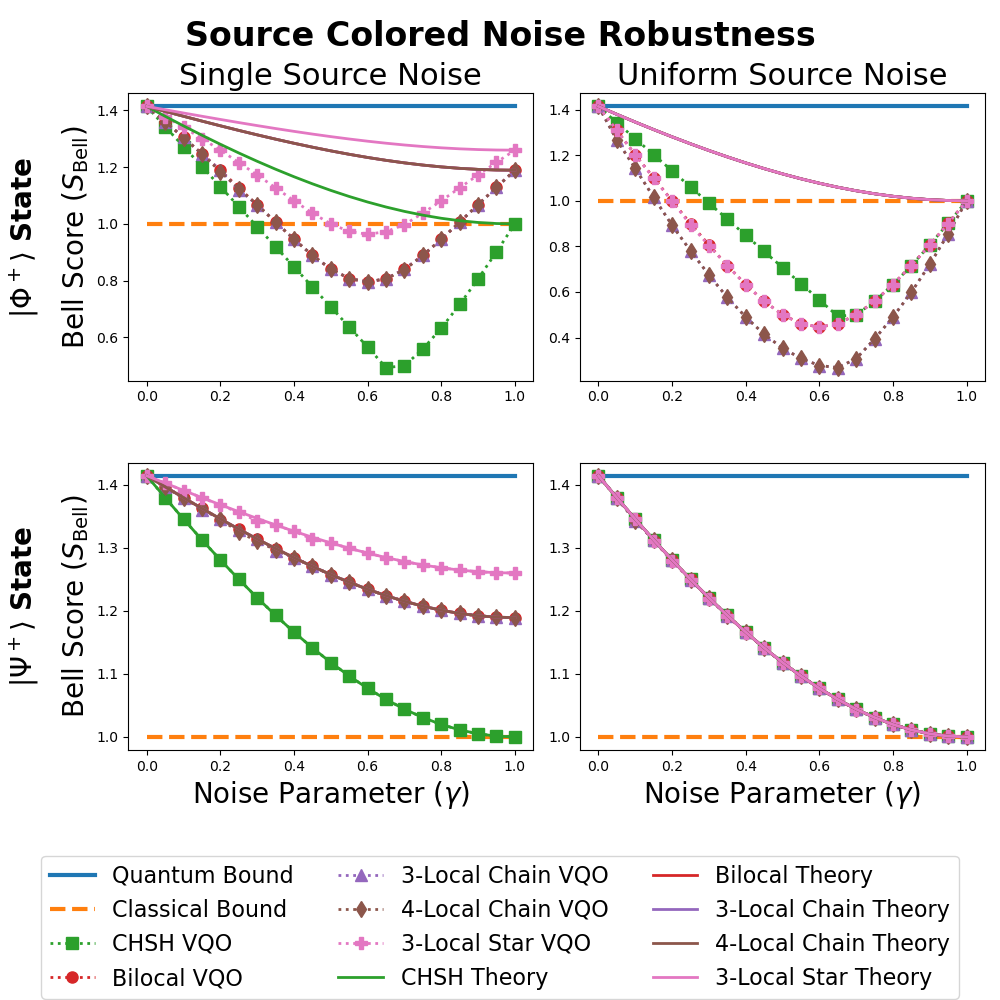 Source Colored Noise Robustness
Single Source Noise
Uniform Source Noise
|Φ⁺⟩ State
Bell Score (S_Bell)
1.4
1.2
1.0
0.8
0.6
0.0 0.2 0.4 0.6 0.8 1.0
1.4
1.2
1.0
0.8
0.6
0.4
0.0 0.2 0.4 0.6 0.8 1.0
|Ψ⁺⟩ State
Bell Score (S_Bell)
1.4
1.3
1.2
1.1
1.0
0.0 0.2 0.4 0.6 0.8 1.0
Noise Parameter (γ)
1.4
1.3
1.2
1.1
1.0
0.0 0.2 0.4 0.6 0.8 1.0
Noise Parameter (γ)
Quantum Bound
Classical Bound
CHSH VQO
Bilocal VQO
3-Local Chain VQO
4-Local Chain VQO
3-Local Star VQO
CHSH Theory
Bilocal Theory
3-Local Chain Theory
4-Local Chain Theory
3-Local Star Theory